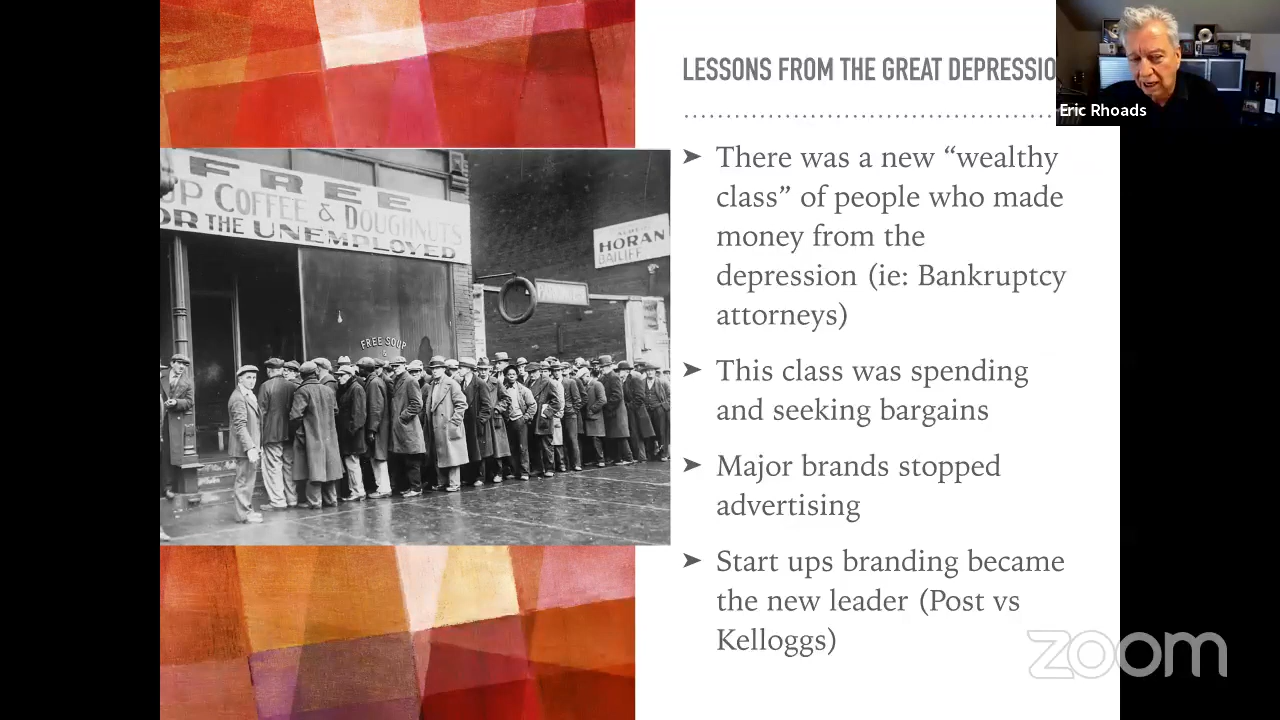 LESSONS FROM THE GREAT DEPRESSIO
Eric Rhoads
FREE
UP COFFEE & DOUGHNUTS
OR THE UNEMPLOYED
HORAN
BAILIFF
FREE SOUP
➤ There was a new “wealthy
class” of people who made
money from the
depression (ie: Bankruptcy
attorneys)
➤ This class was spending
and seeking bargains
➤ Major brands stopped
advertising
➤ Start ups branding became
the new leader (Post vs
Kelloggs)
zoom